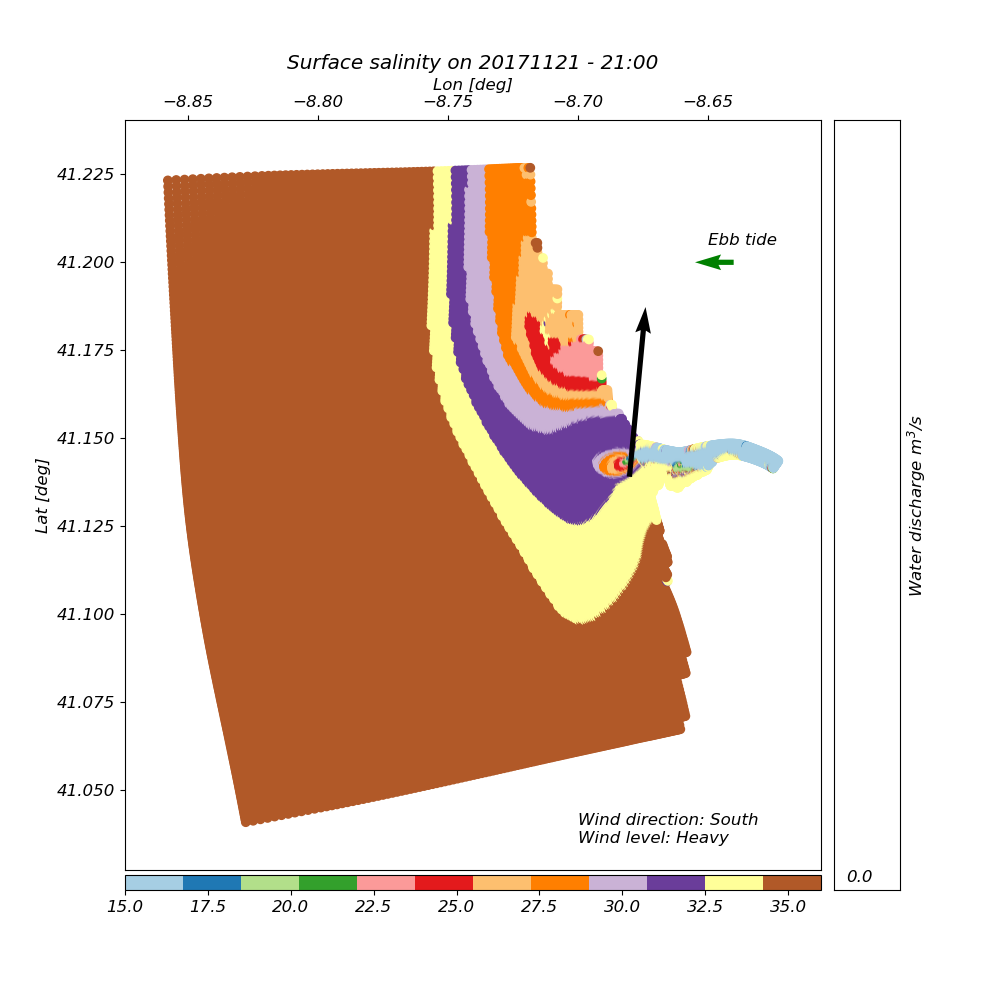 Surface salinity on 20171121 - 21:00
Lon [deg]
−8.85 −8.80 −8.75 −8.70 −8.65
41.225
41.200
41.175
41.150
41.125
41.100
41.075
41.050
Lat [deg]
Ebb tide
Wind direction: South
Wind level: Heavy
15.0 17.5 20.0 22.5 25.0 27.5 30.0 32.5 35.0
0.0
Water discharge m³/s